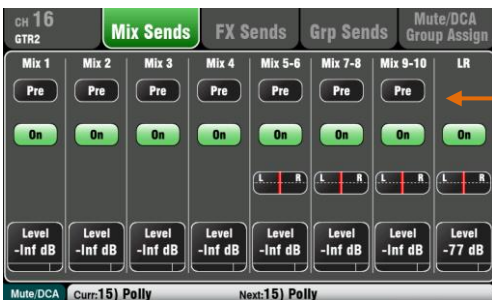 CH 16
GTR2
Mix Sends
FX Sends
Grp Sends
Mute/DCA
Group Assign
Mix 1 Mix 2 Mix 3 Mix 4 Mix 5-6 Mix 7-8 Mix 9-10 LR
Pre Pre Pre Pre Pre Pre Pre
On On On On On On On On
L R L R L R L R
Level Level Level Level Level Level Level Level
-Inf dB -Inf dB -Inf dB -Inf dB -Inf dB -Inf dB -Inf dB -77 dB
Mute/DCA Curr:15) Polly Next:15) Polly